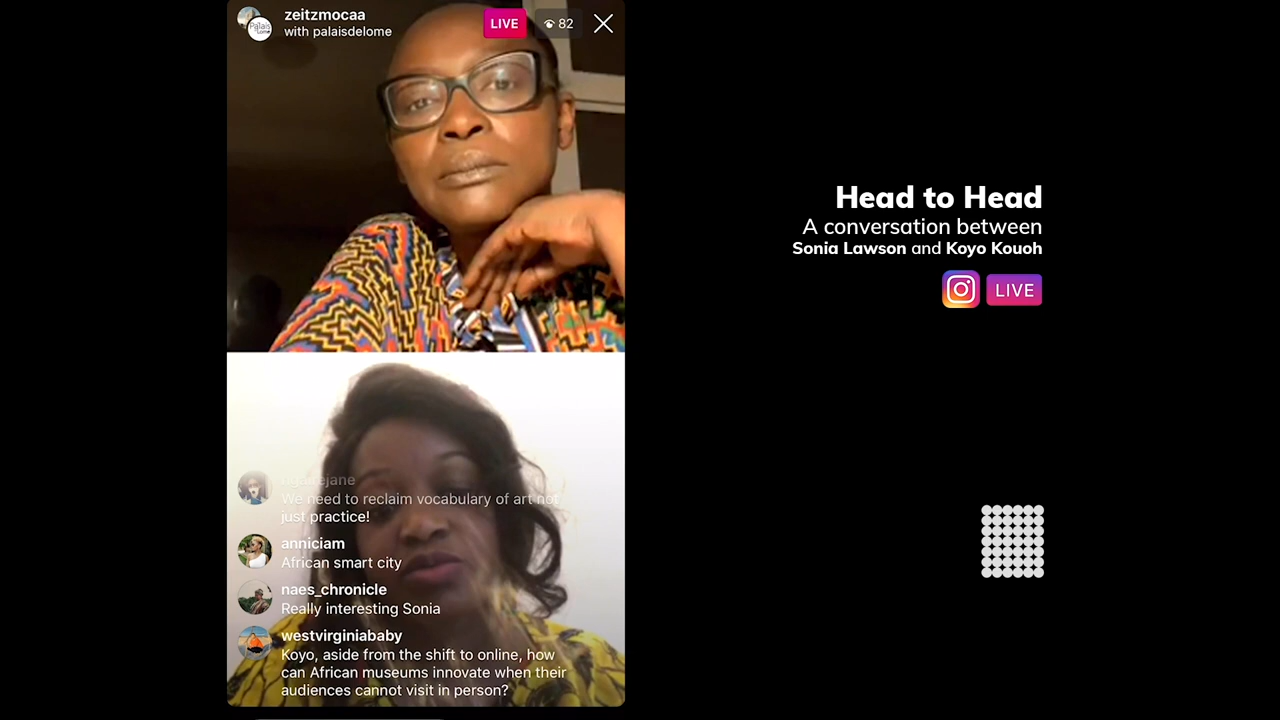 zeitzmocaa
with palaisdelome
LIVE
82
We need to reclaim vocabulary of art not
just practice!
anniciam
African smart city
naes_chronicle
Really interesting Sonia
westvirginiababy
Koyo, aside from the shift to online, how
can African museums innovate when their
audiences cannot visit in person?
Head to Head
A conversation between
Sonia Lawson and Koyo Kouoh
LIVE